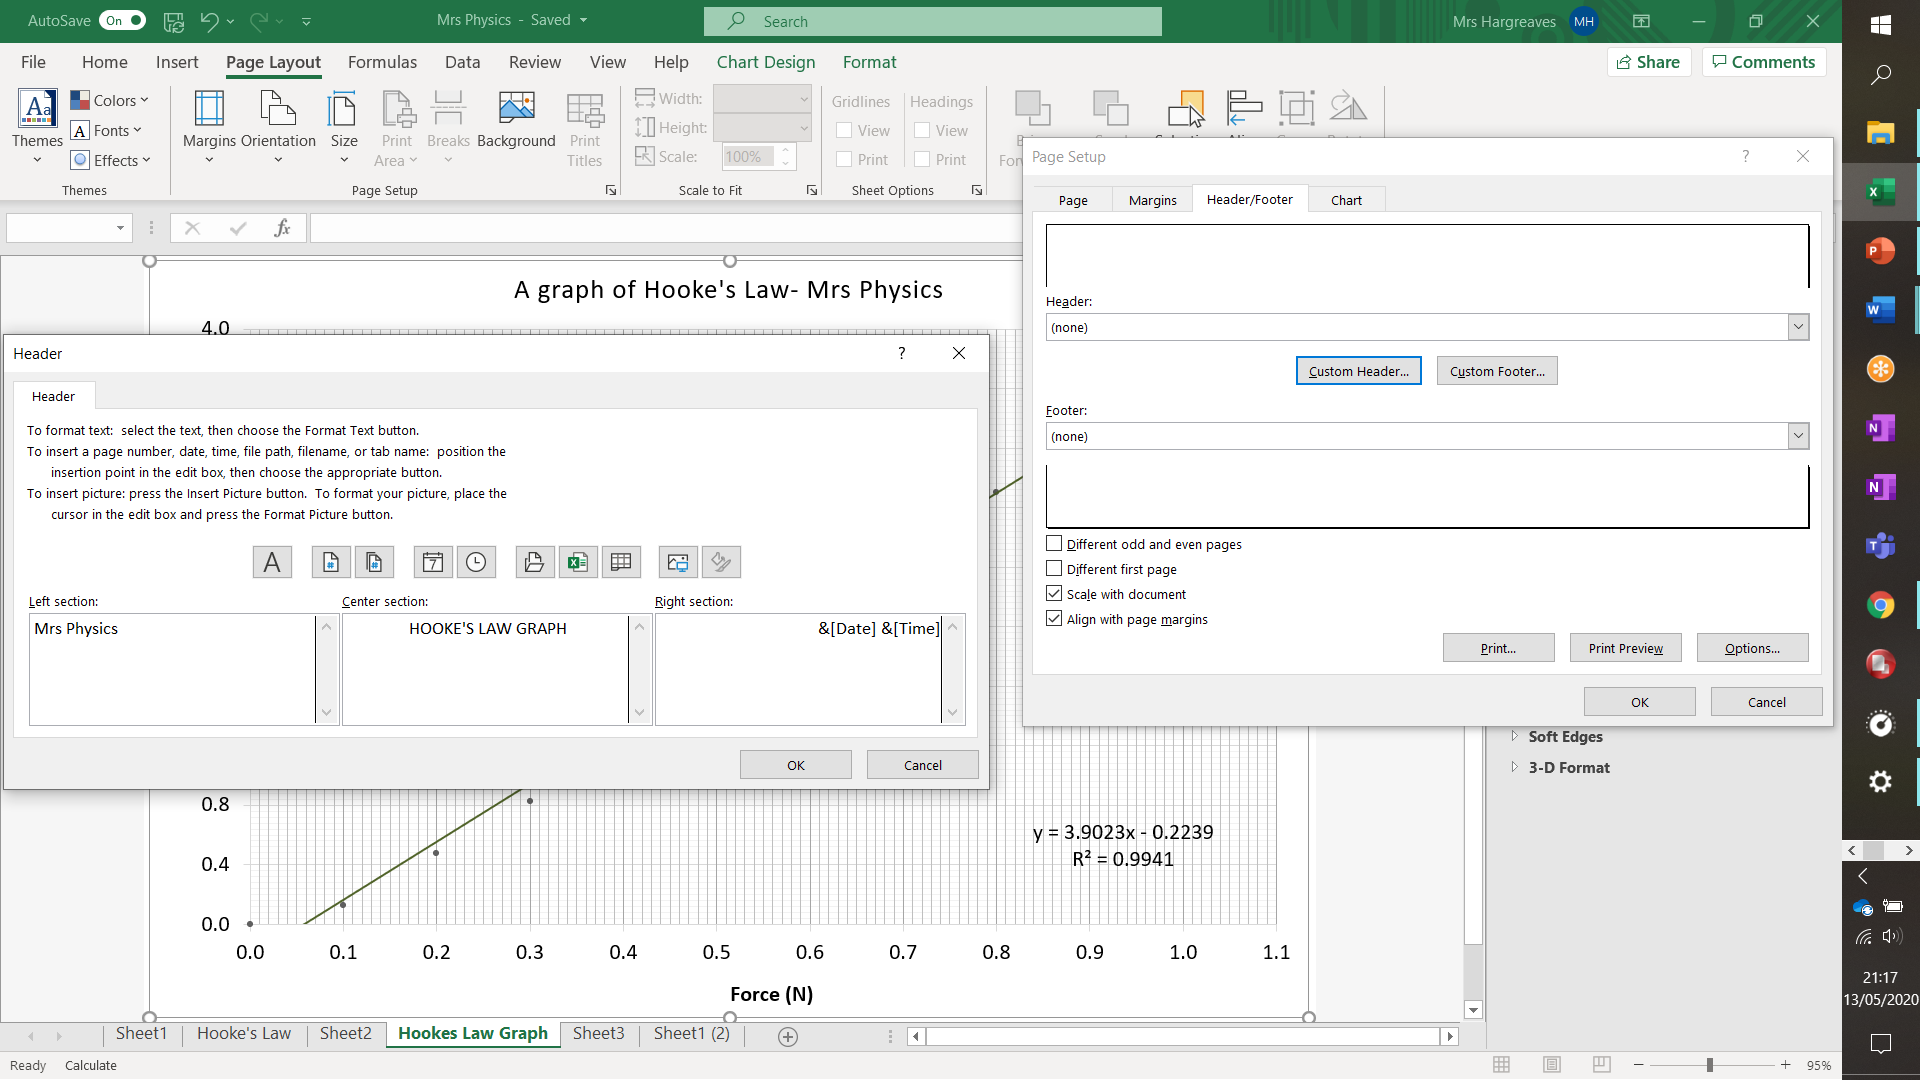 AutoSave On
Mrs Physics - Saved
Search
Mrs Hargreaves MH
File Home Insert Page Layout Formulas Data Review View Help Chart Design Format
Share Comments
Themes
Colors
Fonts
Effects
Themes
Margins Orientation Size Print Area Breaks Background Print Titles
Page Setup
Width:
Height:
Scale: 100%
Scale to Fit
Gridlines Headings
View View
Print Print
Sheet Options
fx
Page Setup ?
Page Margins Header/Footer Chart
Header:
(none)
Custom Header... Custom Footer...
Footer:
(none)
Different odd and even pages
Different first page
Scale with document
Align with page margins
Print... Print Preview Options...
OK Cancel
A graph of Hooke's Law- Mrs Physics
4.0
Header ?
Header
To format text: select the text, then choose the Format Text button.
To insert a page number, date, time, file path, filename, or tab name: position the
insertion point in the edit box, then choose the appropriate button.
To insert picture: press the Insert Picture button. To format your picture, place the
cursor in the edit box and press the Format Picture button.
Left section: Center section: Right section:
Mrs Physics HOOKE'S LAW GRAPH &[Date] &[Time]
OK Cancel
Soft Edges
3-D Format
0.8
y = 3.9023x - 0.2239
R² = 0.9941
0.4
0.0
0.0 0.1 0.2 0.3 0.4 0.5 0.6 0.7 0.8 0.9 1.0 1.1
Force (N)
Sheet1 Hooke's Law Sheet2 Hookes Law Graph Sheet3 Sheet1 (2)
Ready Calculate
95%
21:17
13/05/2020